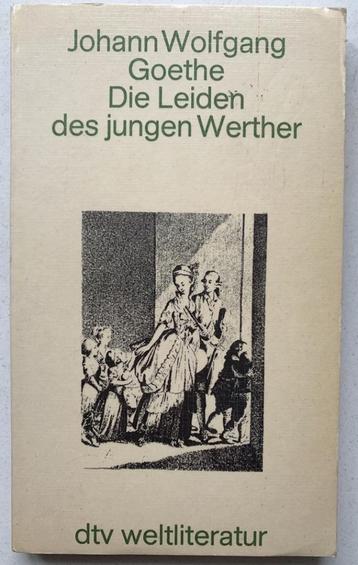 Johann Wolfgang
Goethe
Die Leiden
des jungen Werther
dtv weltliteratur